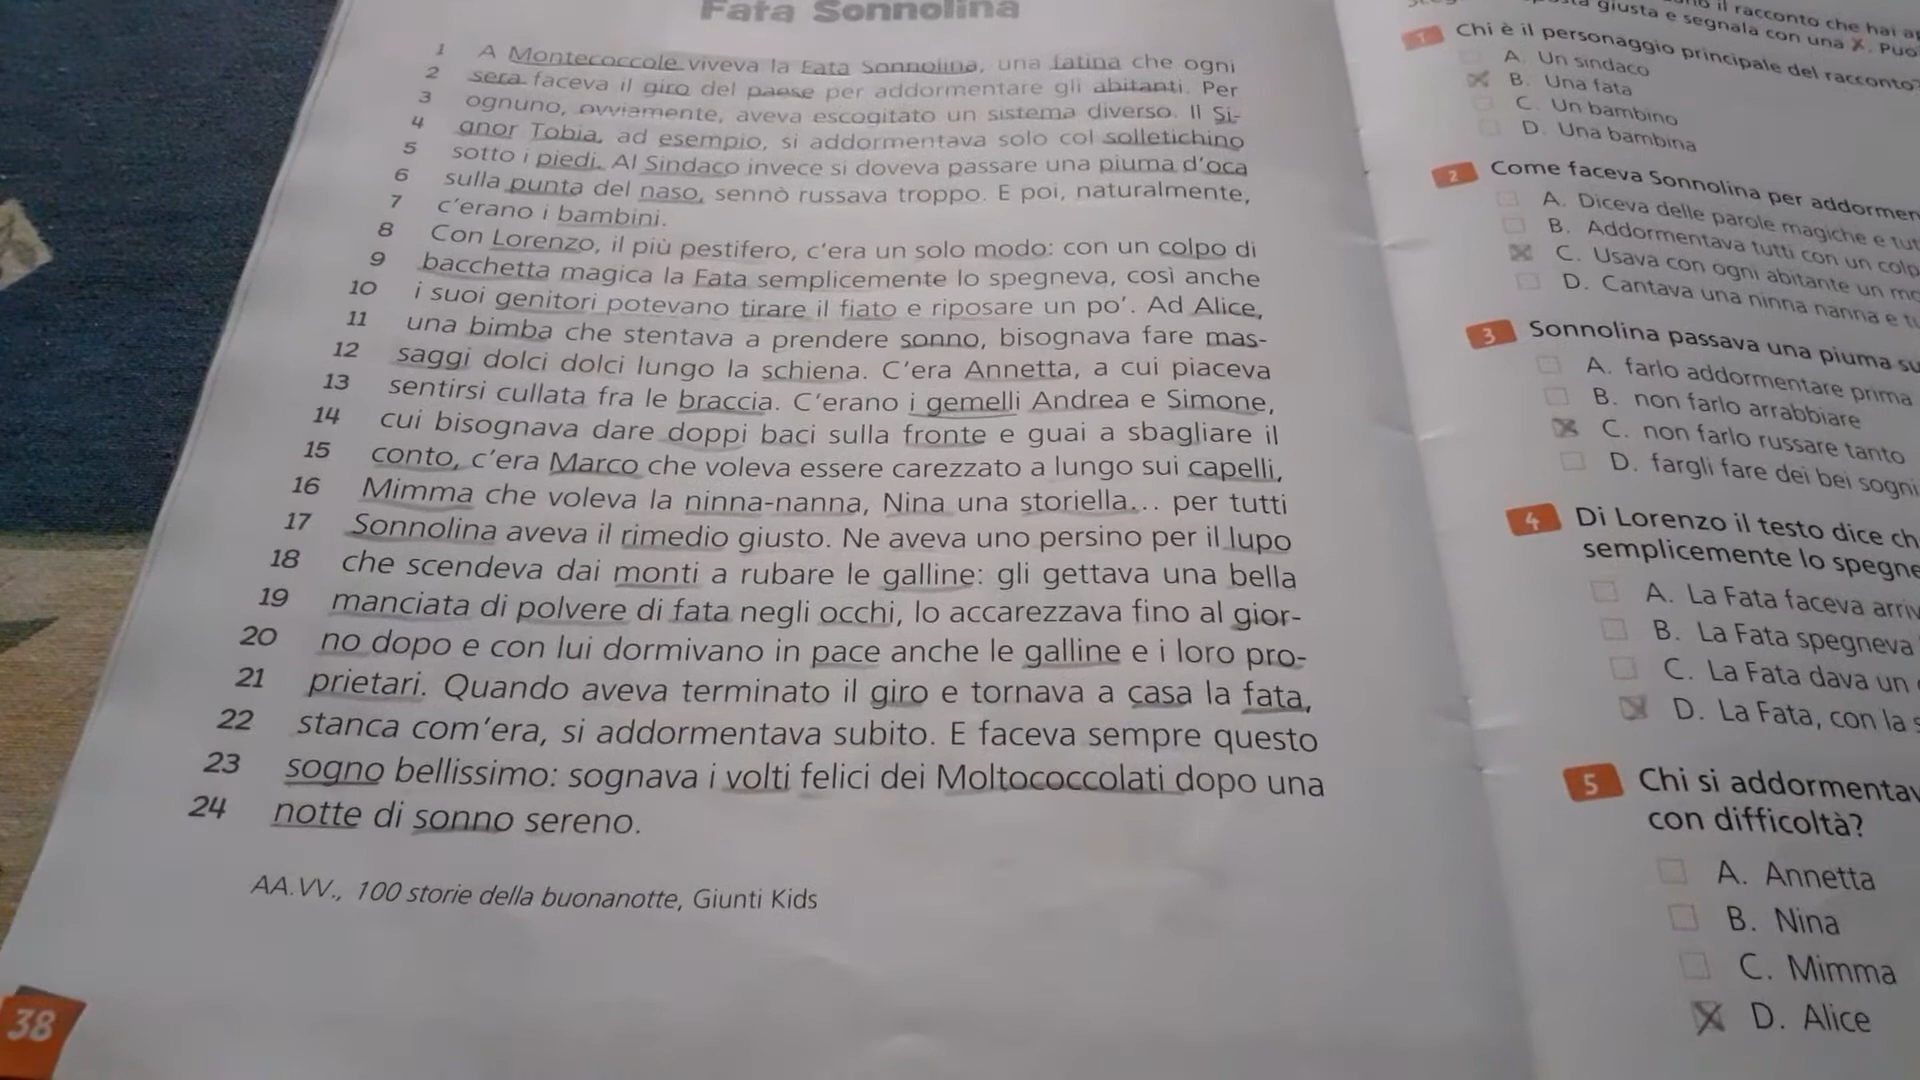 Fata Sonnolina
1 A Montecoccole viveva la Fata Sonnolina, una fatina che ogni
2 sera faceva il giro del paese per addormentare gli abitanti. Per
3 ognuno, ovviamente, aveva escogitato un sistema diverso. Il Si-
4 gnor Tobia, ad esempio, si addormentava solo col solletichino
5 sotto i piedi. Al Sindaco invece si doveva passare una piuma d'oca
6 sulla punta del naso, sennò russava troppo. E poi, naturalmente,
7 c'erano i bambini.
8 Con Lorenzo, il più pestifero, c'era un solo modo: con un colpo di
9 bacchetta magica la Fata semplicemente lo spegneva, così anche
10 i suoi genitori potevano tirare il fiato e riposare un po'. Ad Alice,
11 una bimba che stentava a prendere sonno, bisognava fare mas-
12 saggi dolci dolci lungo la schiena. C'era Annetta, a cui piaceva
13 sentirsi cullata fra le braccia. C'erano i gemelli Andrea e Simone,
14 cui bisognava dare doppi baci sulla fronte e guai a sbagliare il
15 conto, c'era Marco che voleva essere carezzato a lungo sui capelli,
16 Mimma che voleva la ninna-nanna, Nina una storiella... per tutti
17 Sonnolina aveva il rimedio giusto. Ne aveva uno persino per il lupo
18 che scendeva dai monti a rubare le galline: gli gettava una bella
19 manciata di polvere di fata negli occhi, lo accarezzava fino al gior-
20 no dopo e con lui dormivano in pace anche le galline e i loro pro-
21 prietari. Quando aveva terminato il giro e tornava a casa la fata,
22 stanca com'era, si addormentava subito. E faceva sempre questo
23 sogno bellissimo: sognava i volti felici dei Moltococcolati dopo una
24 notte di sonno sereno.
AA.VV., 100 storie della buonanotte, Giunti Kids
38
il racconto che hai
giusta e segnala con una X. Puo
1 Chi è il personaggio principale del racconto?
A. Un sindaco
B. Una fata
C. Un bambino
D. Una bambina
2 Come faceva Sonnolina per addormen
A. Diceva delle parole magiche e tut
B. Addormentava tutti con un colp
C. Usava con ogni abitante un mo
D. Cantava una ninna nanna e tu
3 Sonnolina passava una piuma su
A. farlo addormentare prima
B. non farlo arrabbiare
C. non farlo russare tanto
D. fargli fare dei bei sogni
4 Di Lorenzo il testo dice ch
semplicemente lo spegne
A. La Fata faceva arriv
B. La Fata spegneva
C. La Fata dava un
D. La Fata, con la s
5 Chi si addormentav
con difficoltà?
A. Annetta
B. Nina
C. Mimma
D. Alice